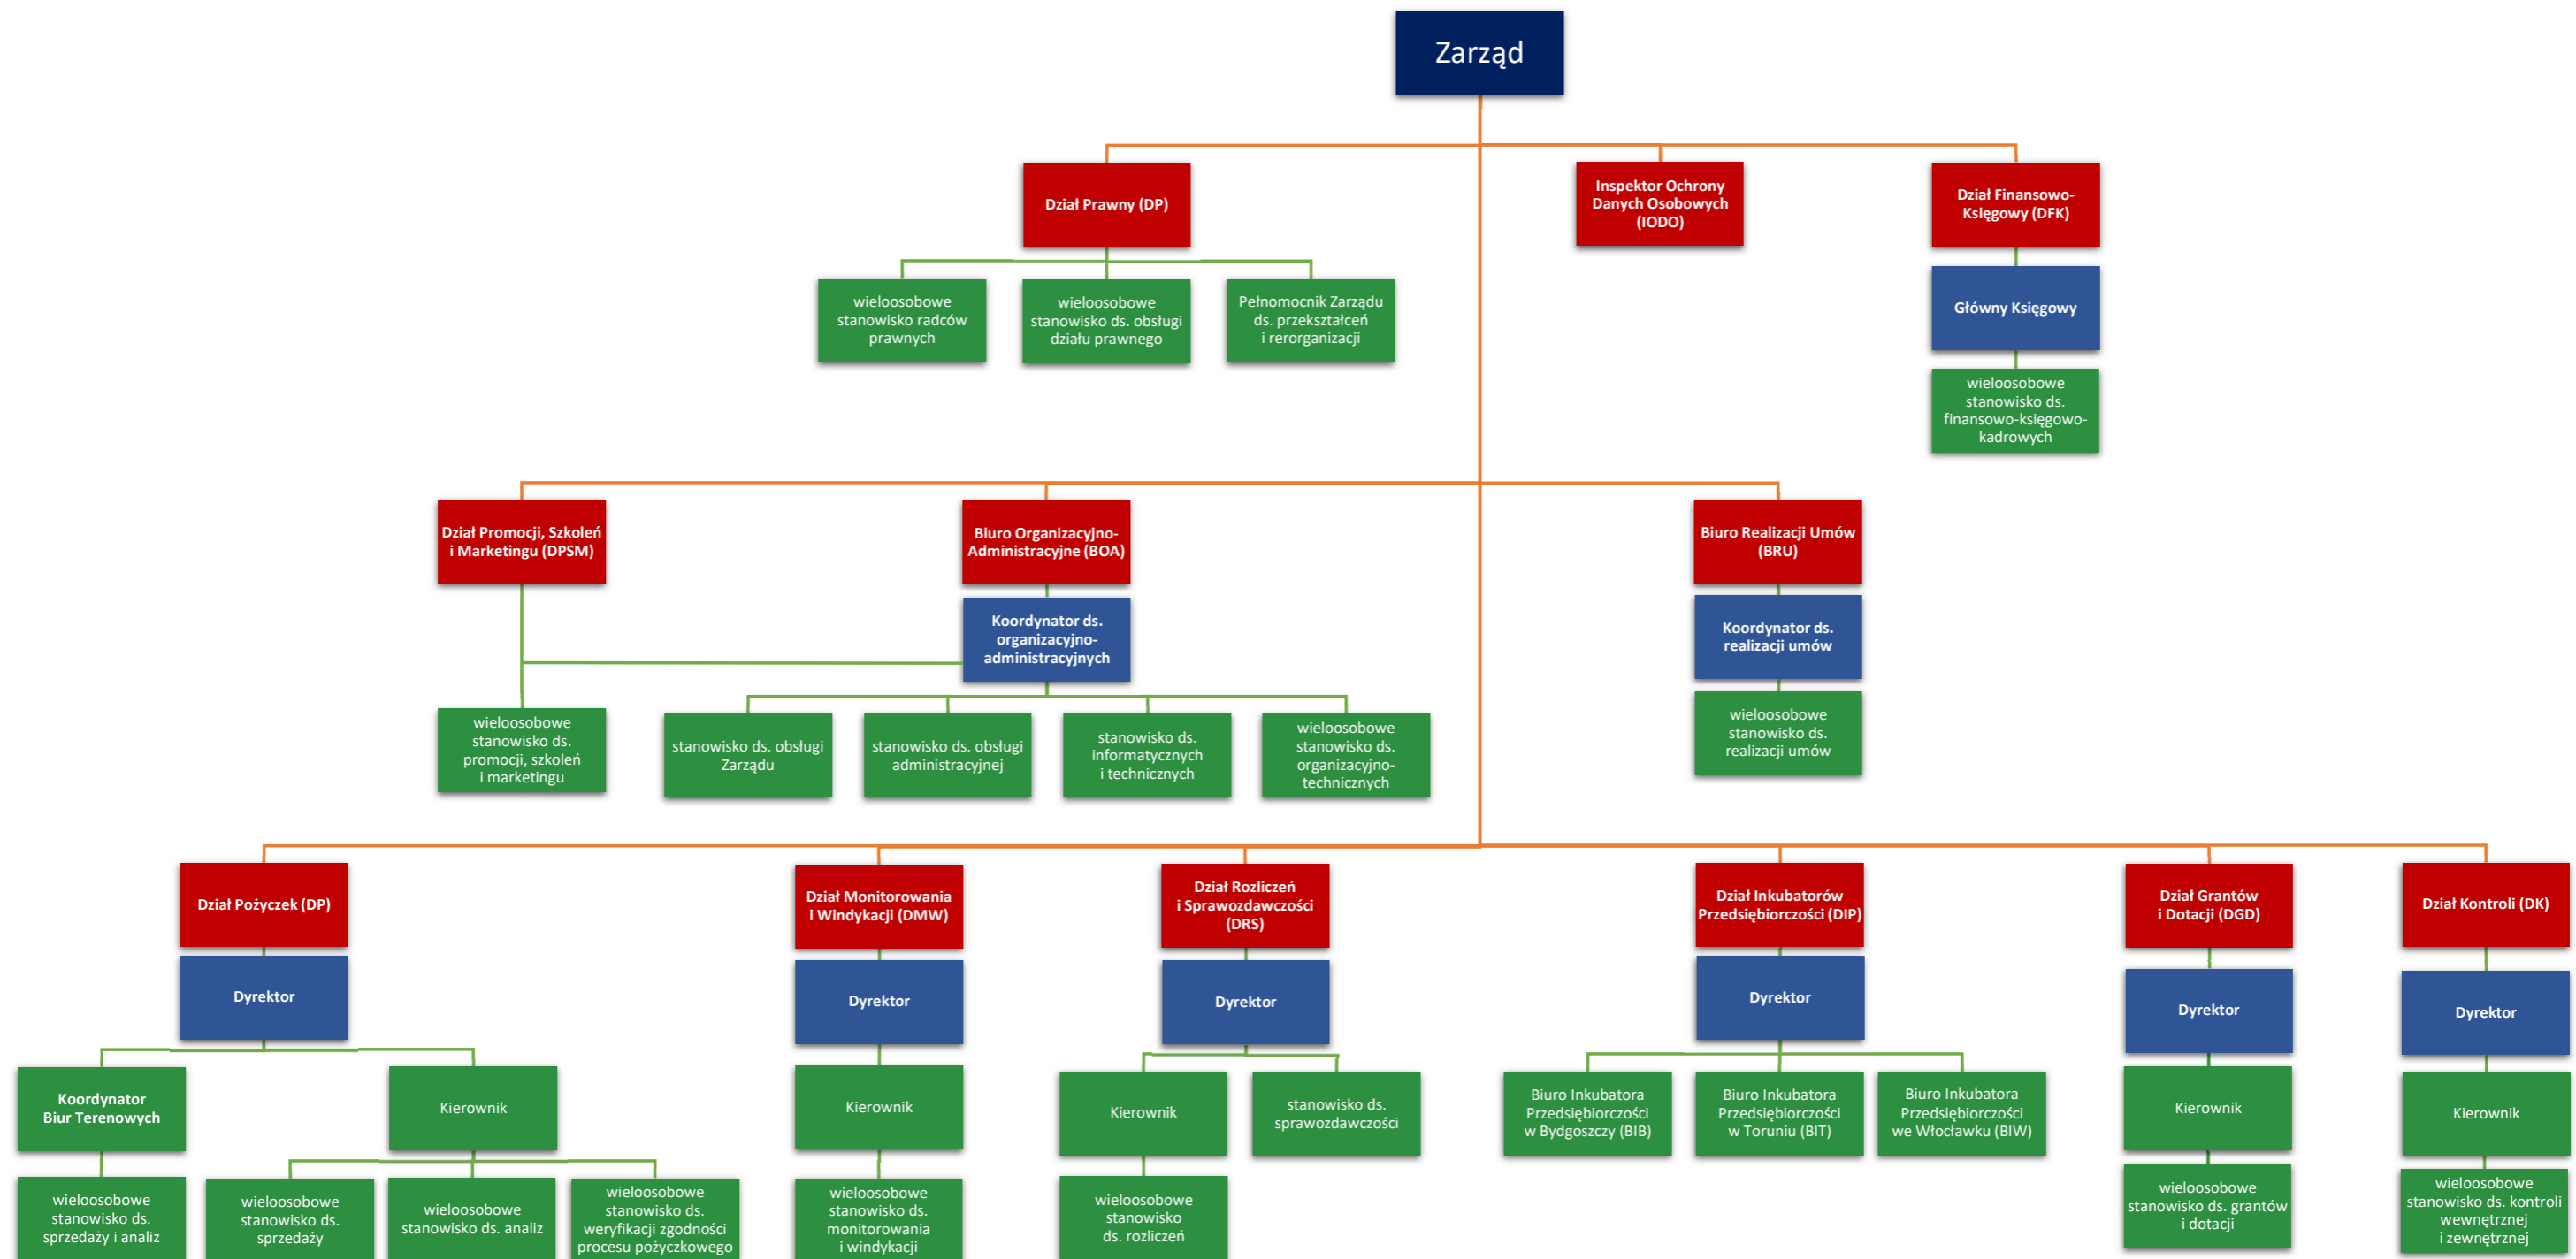 Zarząd
Dział Prawny (DP)
Inspektor Ochrony
Danych Osobowych
(IODO)
Dział Finansowo-
Księgowy (DFK)
wieloosobowe
stanowisko radców
prawnych
wieloosobowe
stanowisko ds. obsługi
działu prawnego
Pełnomocnik Zarządu
ds. przekształceń
i rerorganizacji
Główny Księgowy
wieloosobowe
stanowisko ds.
finansowo-księgowo-
kadrowych
Dział Promocji, Szkoleń
i Marketingu (DPSM)
Biuro Organizacyjno-
Administracyjne (BOA)
Biuro Realizacji Umów
(BRU)
Koordynator ds.
organizacyjno-
administracyjnych
Koordynator ds.
realizacji umów
wieloosobowe
stanowisko ds.
promocji, szkoleń
i marketingu
stanowisko ds. obsługi
Zarządu
stanowisko ds. obsługi
administracyjnej
stanowisko ds.
informatycznych
i technicznych
wieloosobowe
stanowisko ds.
organizacyjno-
technicznych
wieloosobowe
stanowisko ds.
realizacji umów
Dział Pożyczek (DP)
Dział Monitorowania
i Windykacji (DMW)
Dział Rozliczeń
i Sprawozdawczości
(DRS)
Dział Inkubatorów
Przedsiębiorczości (DIP)
Dział Grantów
i Dotacji (DGD)
Dział Kontroli (DK)
Dyrektor
Dyrektor
Dyrektor
Dyrektor
Dyrektor
Dyrektor
Koordynator
Biur Terenowych
Kierownik
Kierownik
Kierownik
stanowisko ds.
sprawozdawczości
Biuro Inkubatora
Przedsiębiorczości
w Bydgoszczy (BIB)
Biuro Inkubatora
Przedsiębiorczości
w Toruniu (BIT)
Biuro Inkubatora
Przedsiębiorczości
we Włocławku (BIW)
Kierownik
Kierownik
wieloosobowe
stanowisko ds.
sprzedaży i analiz
wieloosobowe
stanowisko ds.
sprzedaży
wieloosobowe
stanowisko ds. analiz
wieloosobowe
stanowisko ds.
weryfikacji zgodności
procesu pożyczkowego
wieloosobowe
stanowisko ds.
monitorowania
i windykacji
wieloosobowe
stanowisko
ds. rozliczeń
wieloosobowe
stanowisko ds. grantów
i dotacji
wieloosobowe
stanowisko ds. kontroli
wewnętrznej
i zewnętrznej